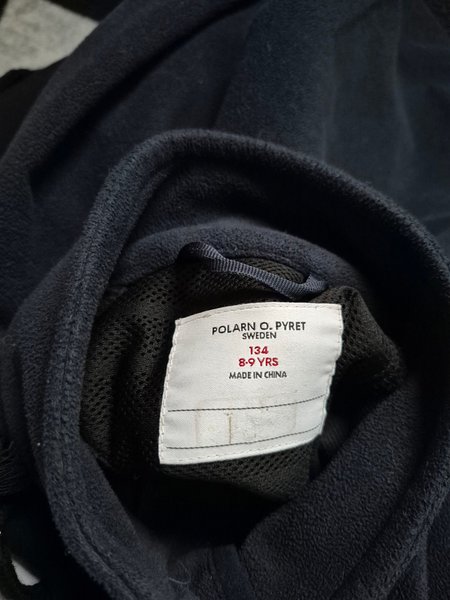 POLARN O. PYRET
SWEDEN
134
8-9 YRS
MADE IN CHINA